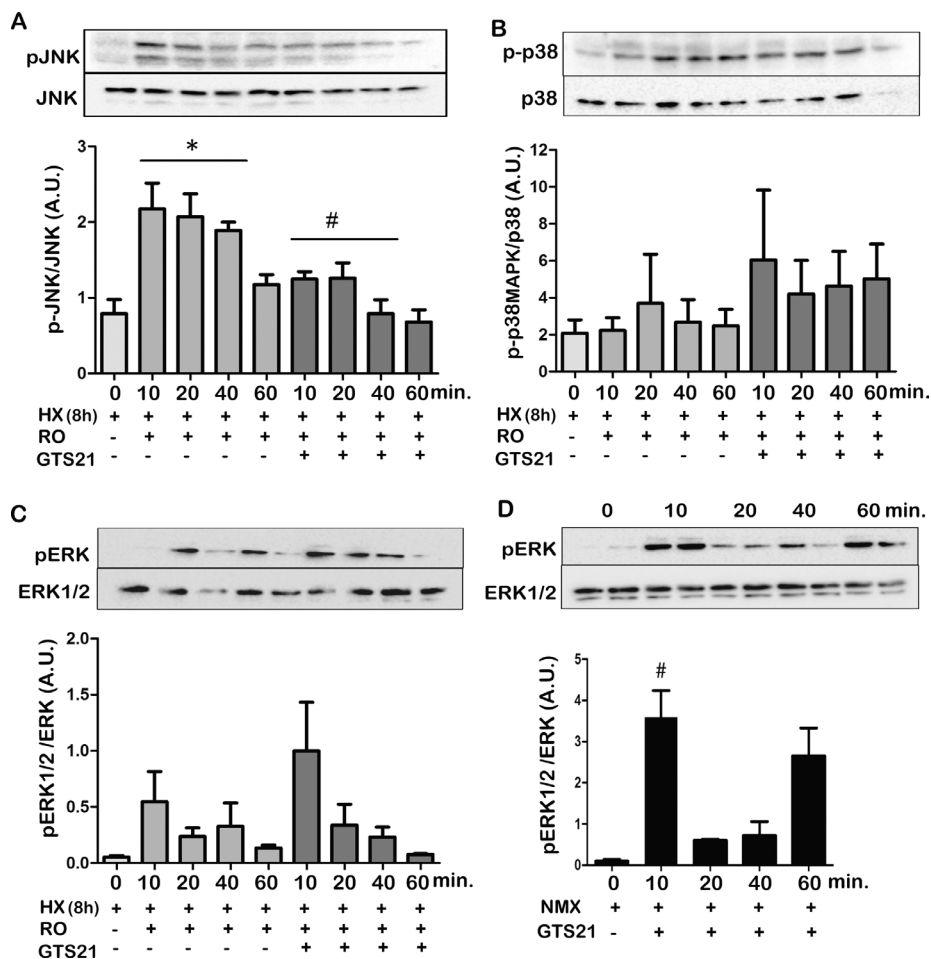 A
pJNK
JNK
p-JNK/JNK (A.U.)
3
2
1
0
*
#
0 10 20 40 60 10 20 40 60 min.
HX (8h) + + + + + + + + +
RO - + + + + + + + +
GTS21 - - - - - + + + +
B
p-p38
p38
p-p38MAPK/p38 (A.U.)
12
10
8
6
4
2
0
0 10 20 40 60 10 20 40 60 min.
HX (8h) + + + + + + + + +
RO - + + + + + + + +
GTS21 - - - - - + + + +
C
pERK
ERK1/2
pERK1/2 /ERK (A.U.)
2.0
1.5
1.0
0.5
0.0
0 10 20 40 60 10 20 40 60 min.
HX (8h) + + + + + + + + +
RO - + + + + + + + +
GTS21 - - - - - + + + +
D
0 10 20 40 60 min.
pERK
ERK1/2
pERK1/2 /ERK (A.U.)
5
4
3
2
1
0
#
0 10 20 40 60 min.
NMX + + + + +
GTS21 - + + + +